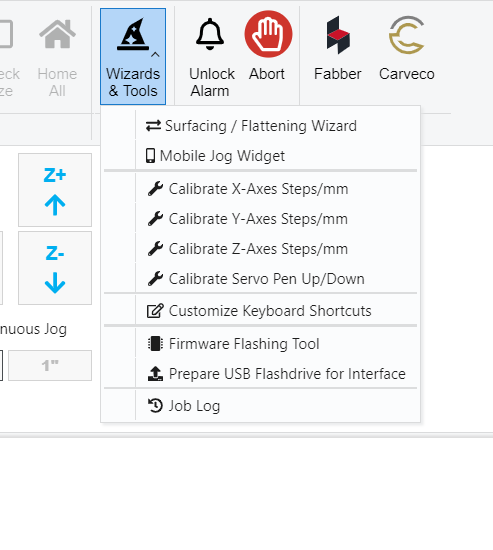 eck
ze
Home
All
Wizards
& Tools
Unlock
Alarm
Abort
Fabber
Carveco
Surfacing / Flattening Wizard
Mobile Jog Widget
Calibrate X-Axes Steps/mm
Calibrate Y-Axes Steps/mm
Calibrate Z-Axes Steps/mm
Calibrate Servo Pen Up/Down
Customize Keyboard Shortcuts
Firmware Flashing Tool
Prepare USB Flashdrive for Interface
Job Log
Z+
Z-
nuous Jog
1"